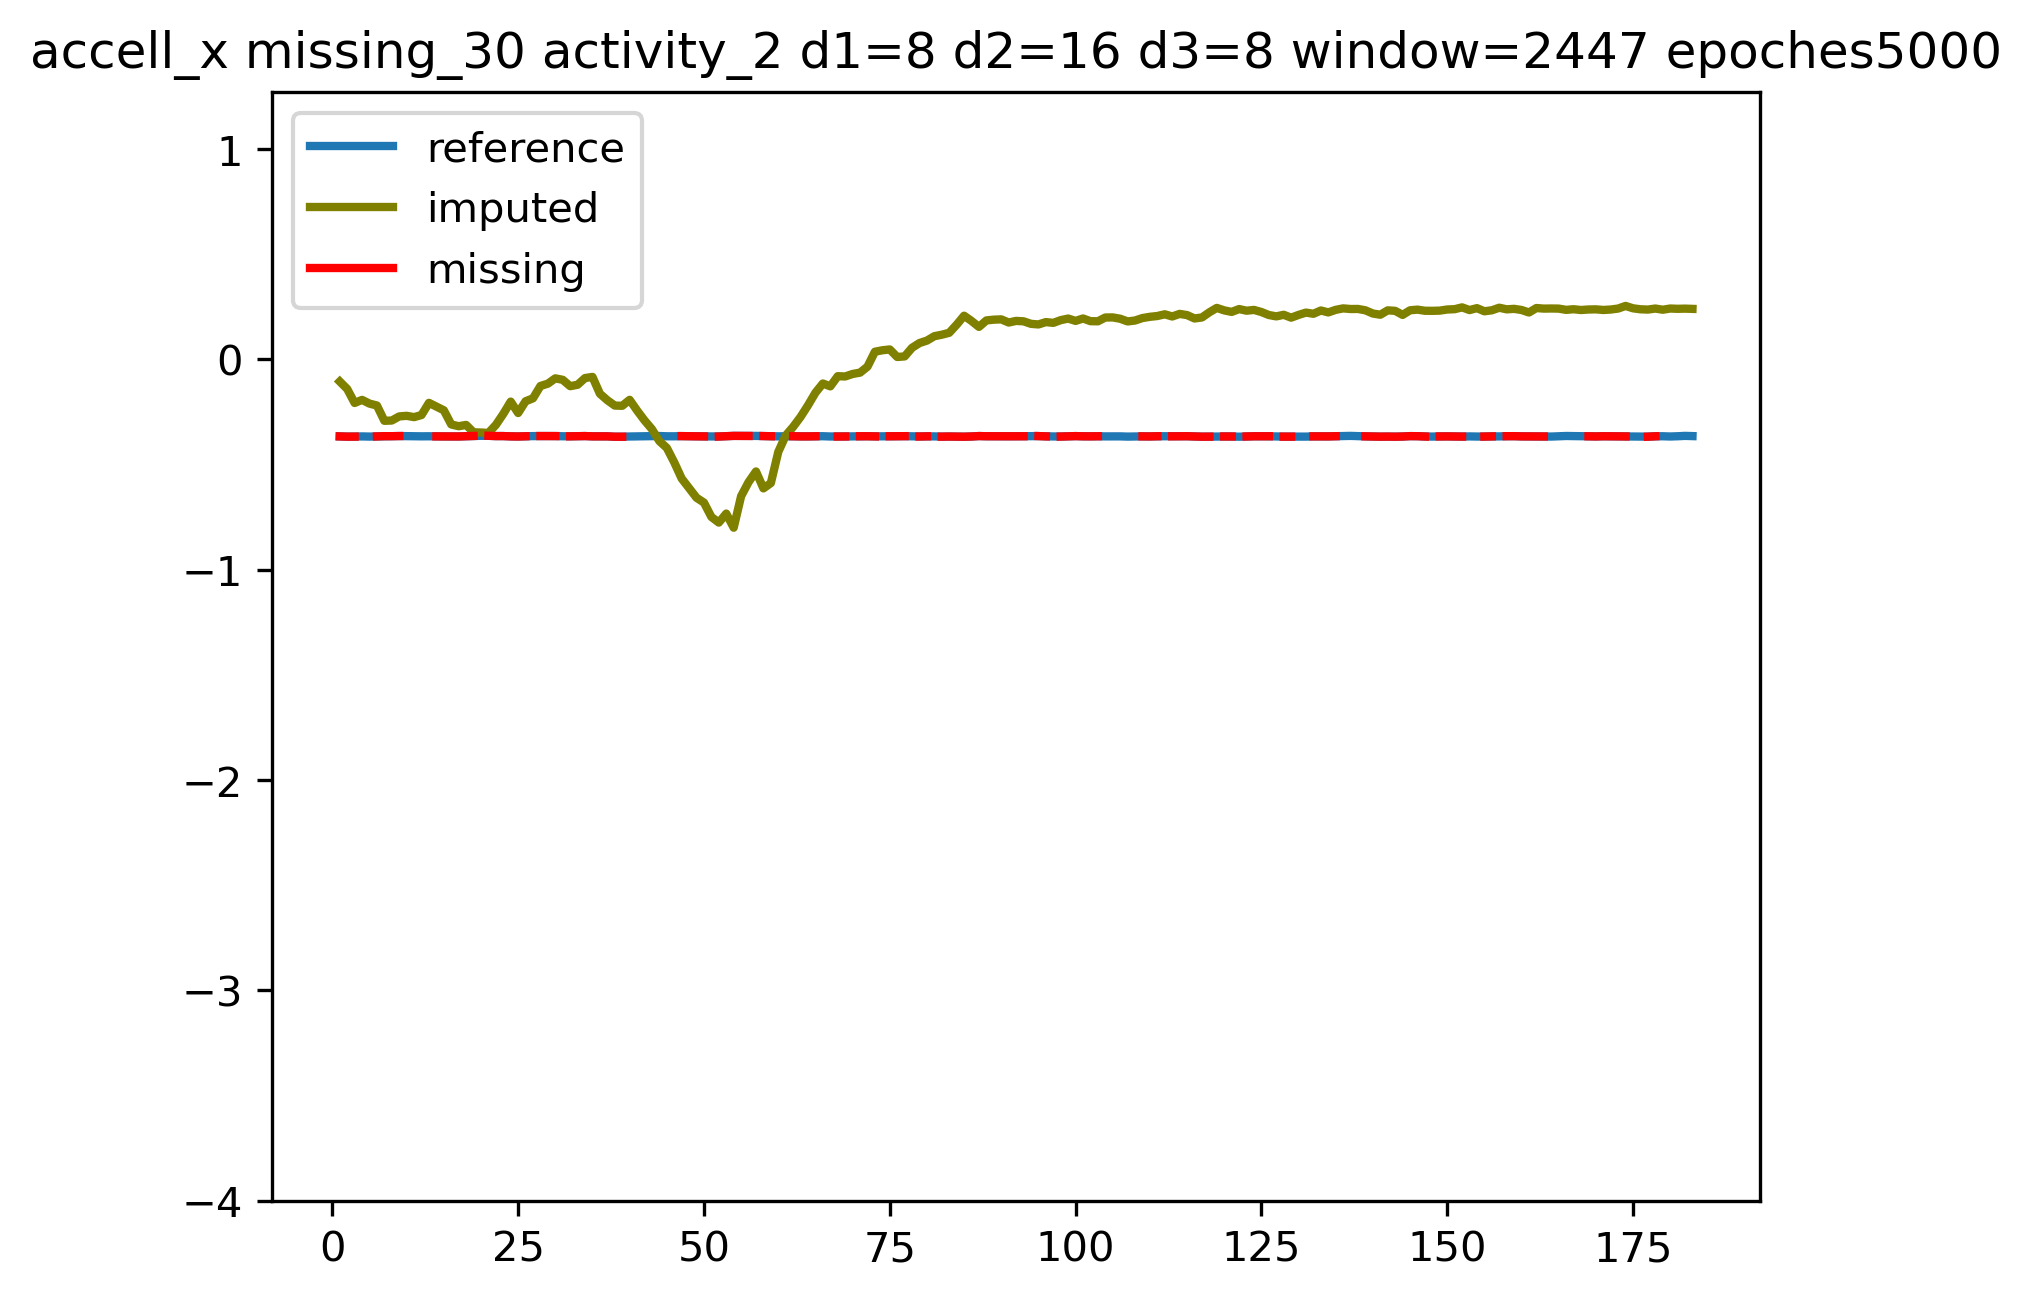 accell_x missing_30 activity_2 d1=8 d2=16 d3=8 window=2447 epoches5000
reference
imputed
missing
1
0
−1
−2
−3
−4
0 25 50 75 100 125 150 175